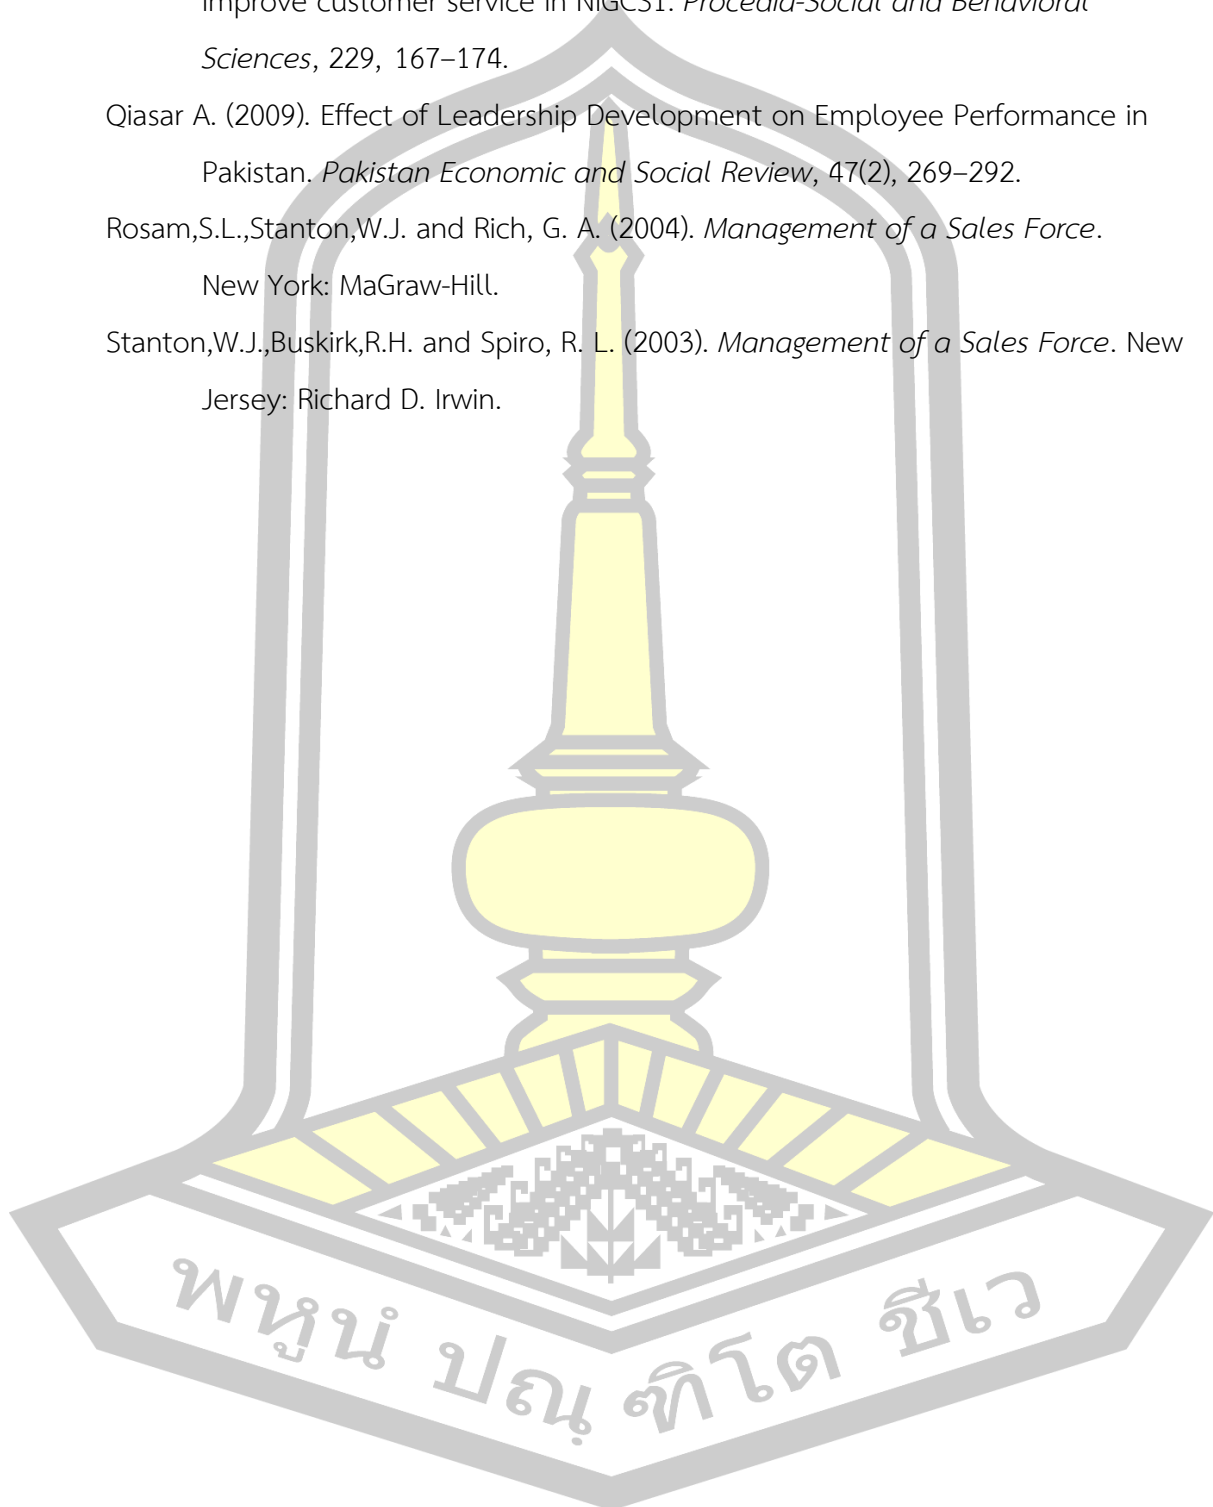 improve customer service in NIGCS1. Procedia-Social and Behavioral
Sciences, 229, 167–174.
Qiasar A. (2009). Effect of Leadership Development on Employee Performance in
Pakistan. Pakistan Economic and Social Review, 47(2), 269–292.
Rosam,S.L.,Stanton,W.J. and Rich, G. A. (2004). Management of a Sales Force.
New York: MaGraw-Hill.
Stanton,W.J.,Buskirk,R.H. and Spiro, R. L. (2003). Management of a Sales Force. New
Jersey: Richard D. Irwin.
พหูนํ ปณฺฑิโต ชีเว